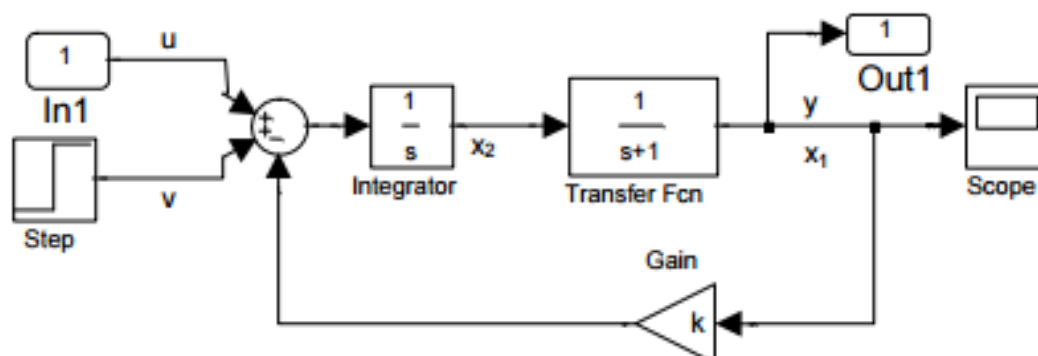 1
In1
u
Step
v
+
+
−
1
s
Integrator
x2
1
s+1
Transfer Fcn
y
x1
1
Out1
Scope
Gain
k